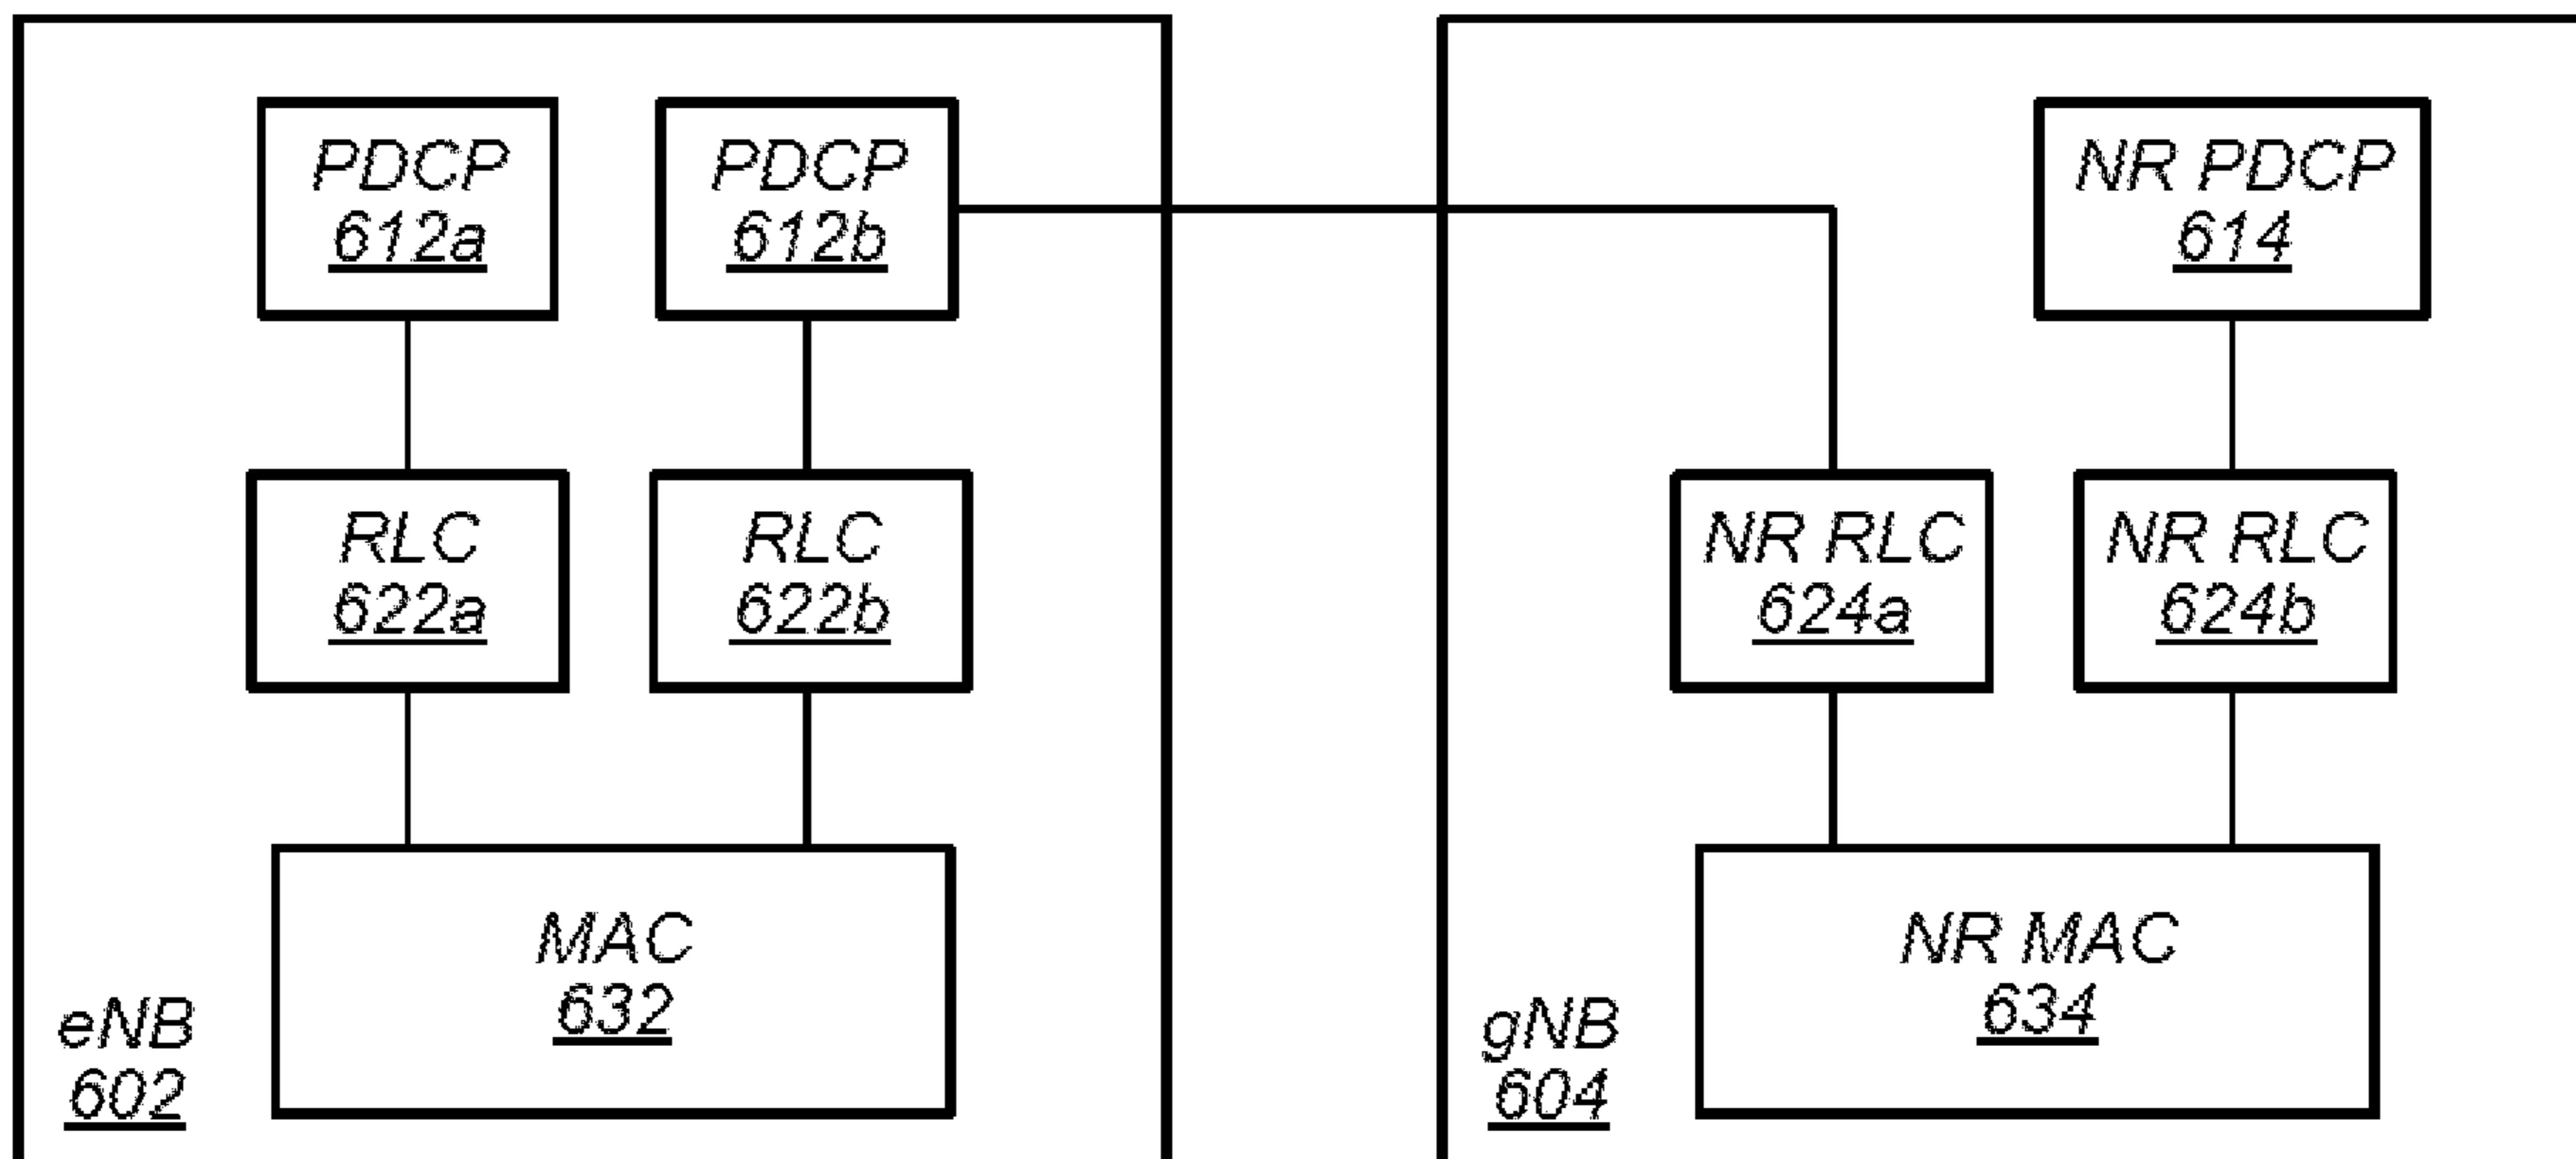 PDCP
612a
PDCP
612b
NR PDCP
614
RLC
622a
RLC
622b
NR RLC
624a
NR RLC
624b
MAC
632
NR MAC
634
eNB
602
gNB
604